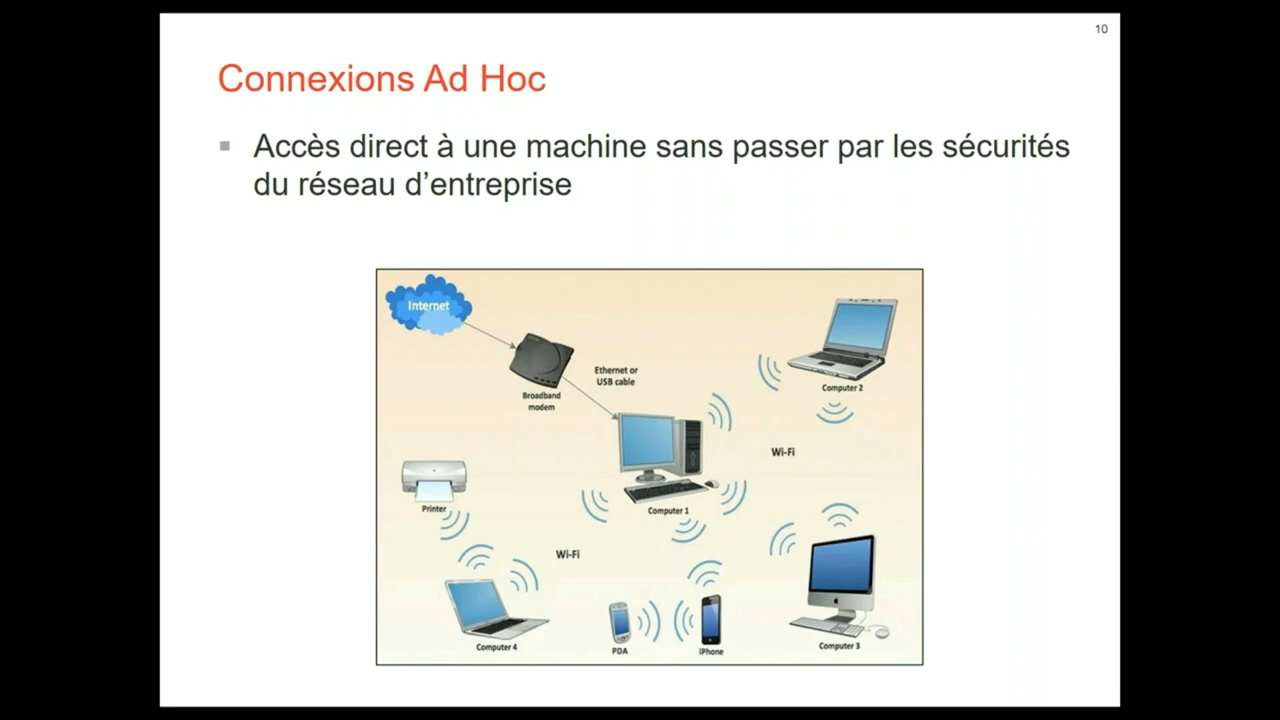 10
Connexions Ad Hoc
▪ Accès direct à une machine sans passer par les sécurités
du réseau d’entreprise
Internet
Ethernet or
USB cable
Broadband
modem
Computer 2
Wi-Fi
Printer
Computer 1
Wi-Fi
Computer 4
PDA
iPhone
Computer 3